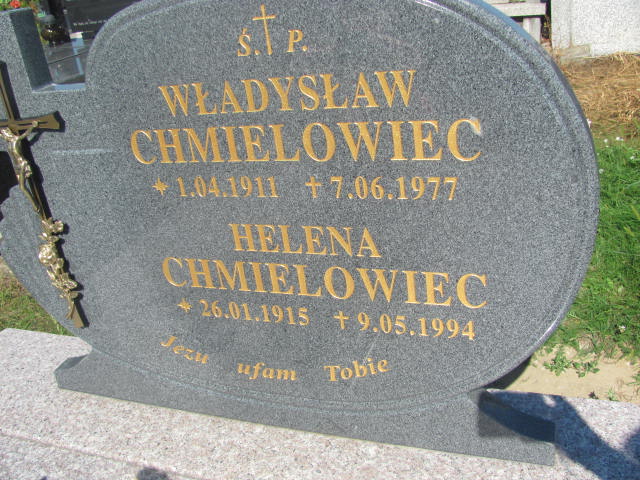 Ś. † P.
WŁADYSŁAW
CHMIELOWIEC
* 1.04.1911 † 7.06.1977
HELENA
CHMIELOWIEC
* 26.01.1915 † 9.05.1994
Jezu ufam Tobie